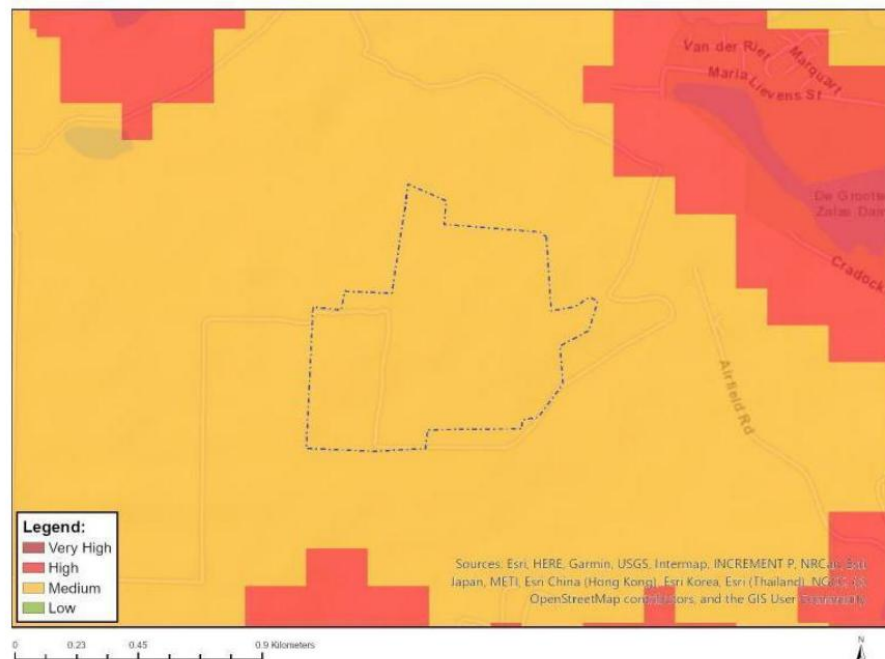 Van der Riet
Marquart
Maria Lievens St
De Grootte
Zalze Dam
Cradock
Airfield Rd
Legend:
Very High
High
Medium
Low
Sources: Esri, HERE, Garmin, USGS, Intermap, INCREMENT P, NRCan, Esri
Japan, METI, Esri China (Hong Kong), Esri Korea, Esri (Thailand), NGCC, (c)
OpenStreetMap contributors, and the GIS User Community
0 0.23 0.45 0.9 Kilometers
N